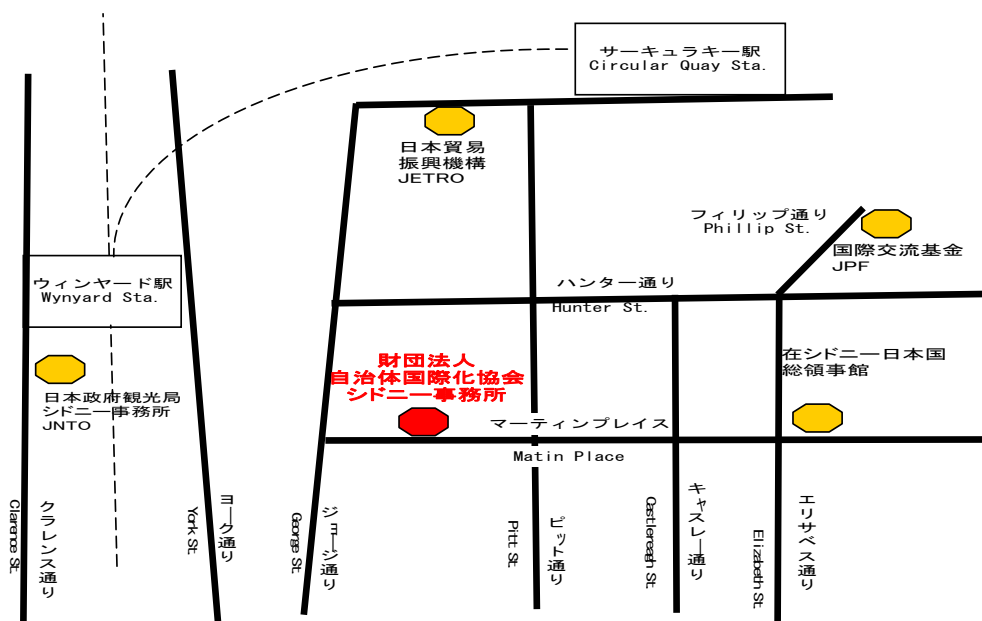 サーキュラキー駅
Circular Quay Sta.
日本貿易
振興機構
JETRO
フィリップ通り
Phillip St.
国際交流基金
JPF
ウィンヤード駅
Wynyard Sta.
ハンター通り
Hunter St.
財団法人
自治体国際化協会
シドニー事務所
在シドニー日本国
総領事館
日本政府観光局
シドニー事務所
JNTO
マーティンプレイス
Matin Place
Clarence St.
クラレンス通り
York St.
ヨーク通り
George St.
ジョージ通り
Pitt St.
ピット通り
Castlereagh St.
キャスレー通り
Elizabeth St.
エリサベス通り